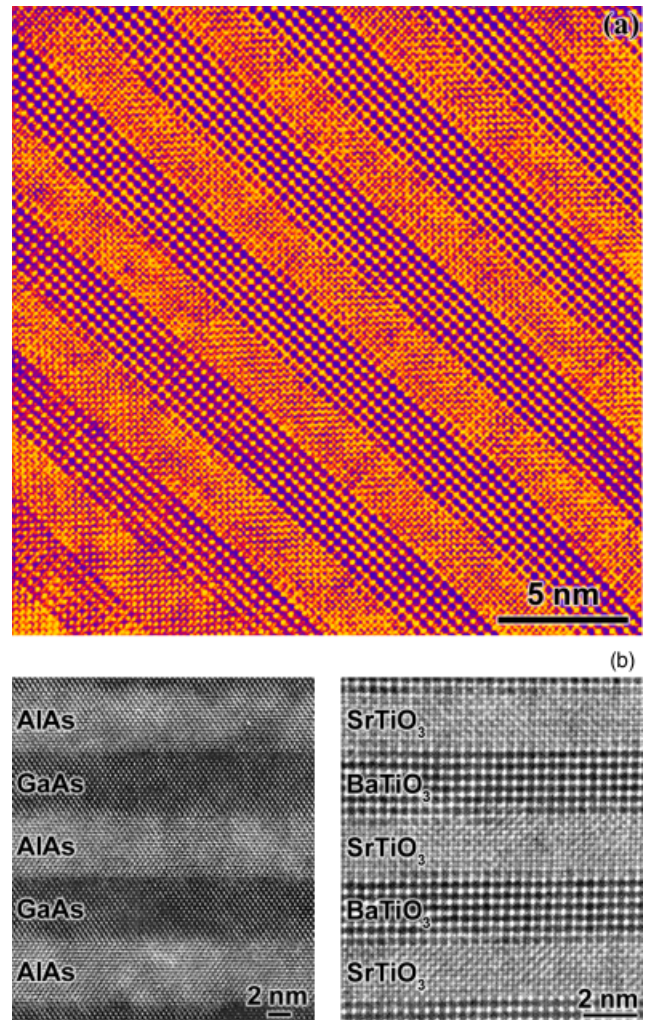 (a)
5 nm
(b)
AlAs
GaAs
AlAs
GaAs
AlAs
2 nm
SrTiO₃
BaTiO₃
SrTiO₃
BaTiO₃
SrTiO₃
2 nm